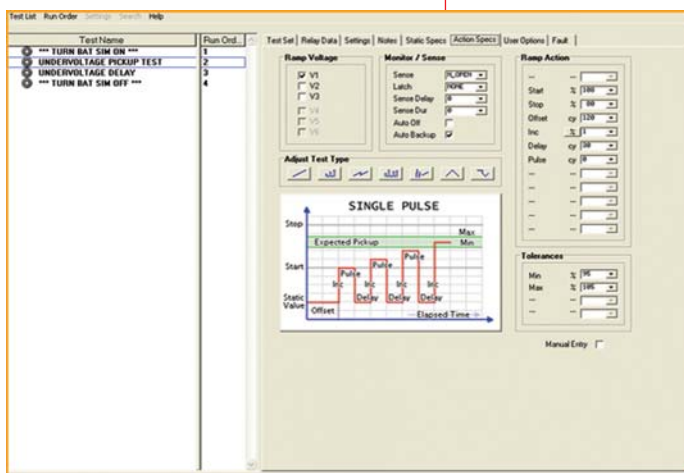 Test List Run Order Settings Search Help
Test Name Run Ord...
*** TURN BAT SIM ON *** 1
UNDERVOLTAGE PICKUP TEST 2
UNDERVOLTAGE DELAY 3
*** TURN BAT SIM OFF *** 4
Test Set Relay Data Settings Notes Static Specs Action Specs User Options Fault
Ramp Voltage
V1
V2
V3
V4
V5
V6
Monitor / Sense
Sense N_OPEN
Latch NONE
Sense Delay 0
Sense Dur 0
Auto Off
Auto Backup
Ramp Action
-- --
Start % 100
Stop % 80
Offset cy 120
Inc % 1
Delay cy 30
Pulse cy 0
-- --
-- --
-- --
-- --
-- --
Adjust Test Type
SINGLE PULSE
Stop
Max
Expected Pickup Min
Start
Pulse Pulse Pulse
Inc Inc Inc
Static Value
Delay Delay Delay
Offset
Elapsed Time
Tolerances
Min % 95
Max % 105
-- --
-- --
Manual Entry